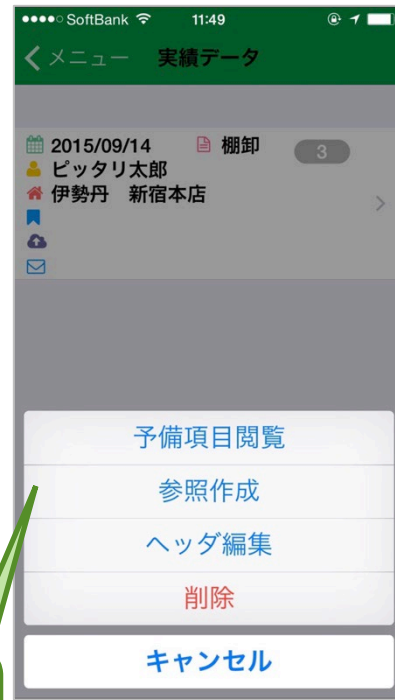 SoftBank 11:49
メニュー 実績データ
2015/09/14 棚卸 3
ピッタリ太郎
伊勢丹 新宿本店
予備項目閲覧
参照作成
ヘッダ編集
削除
キャンセル